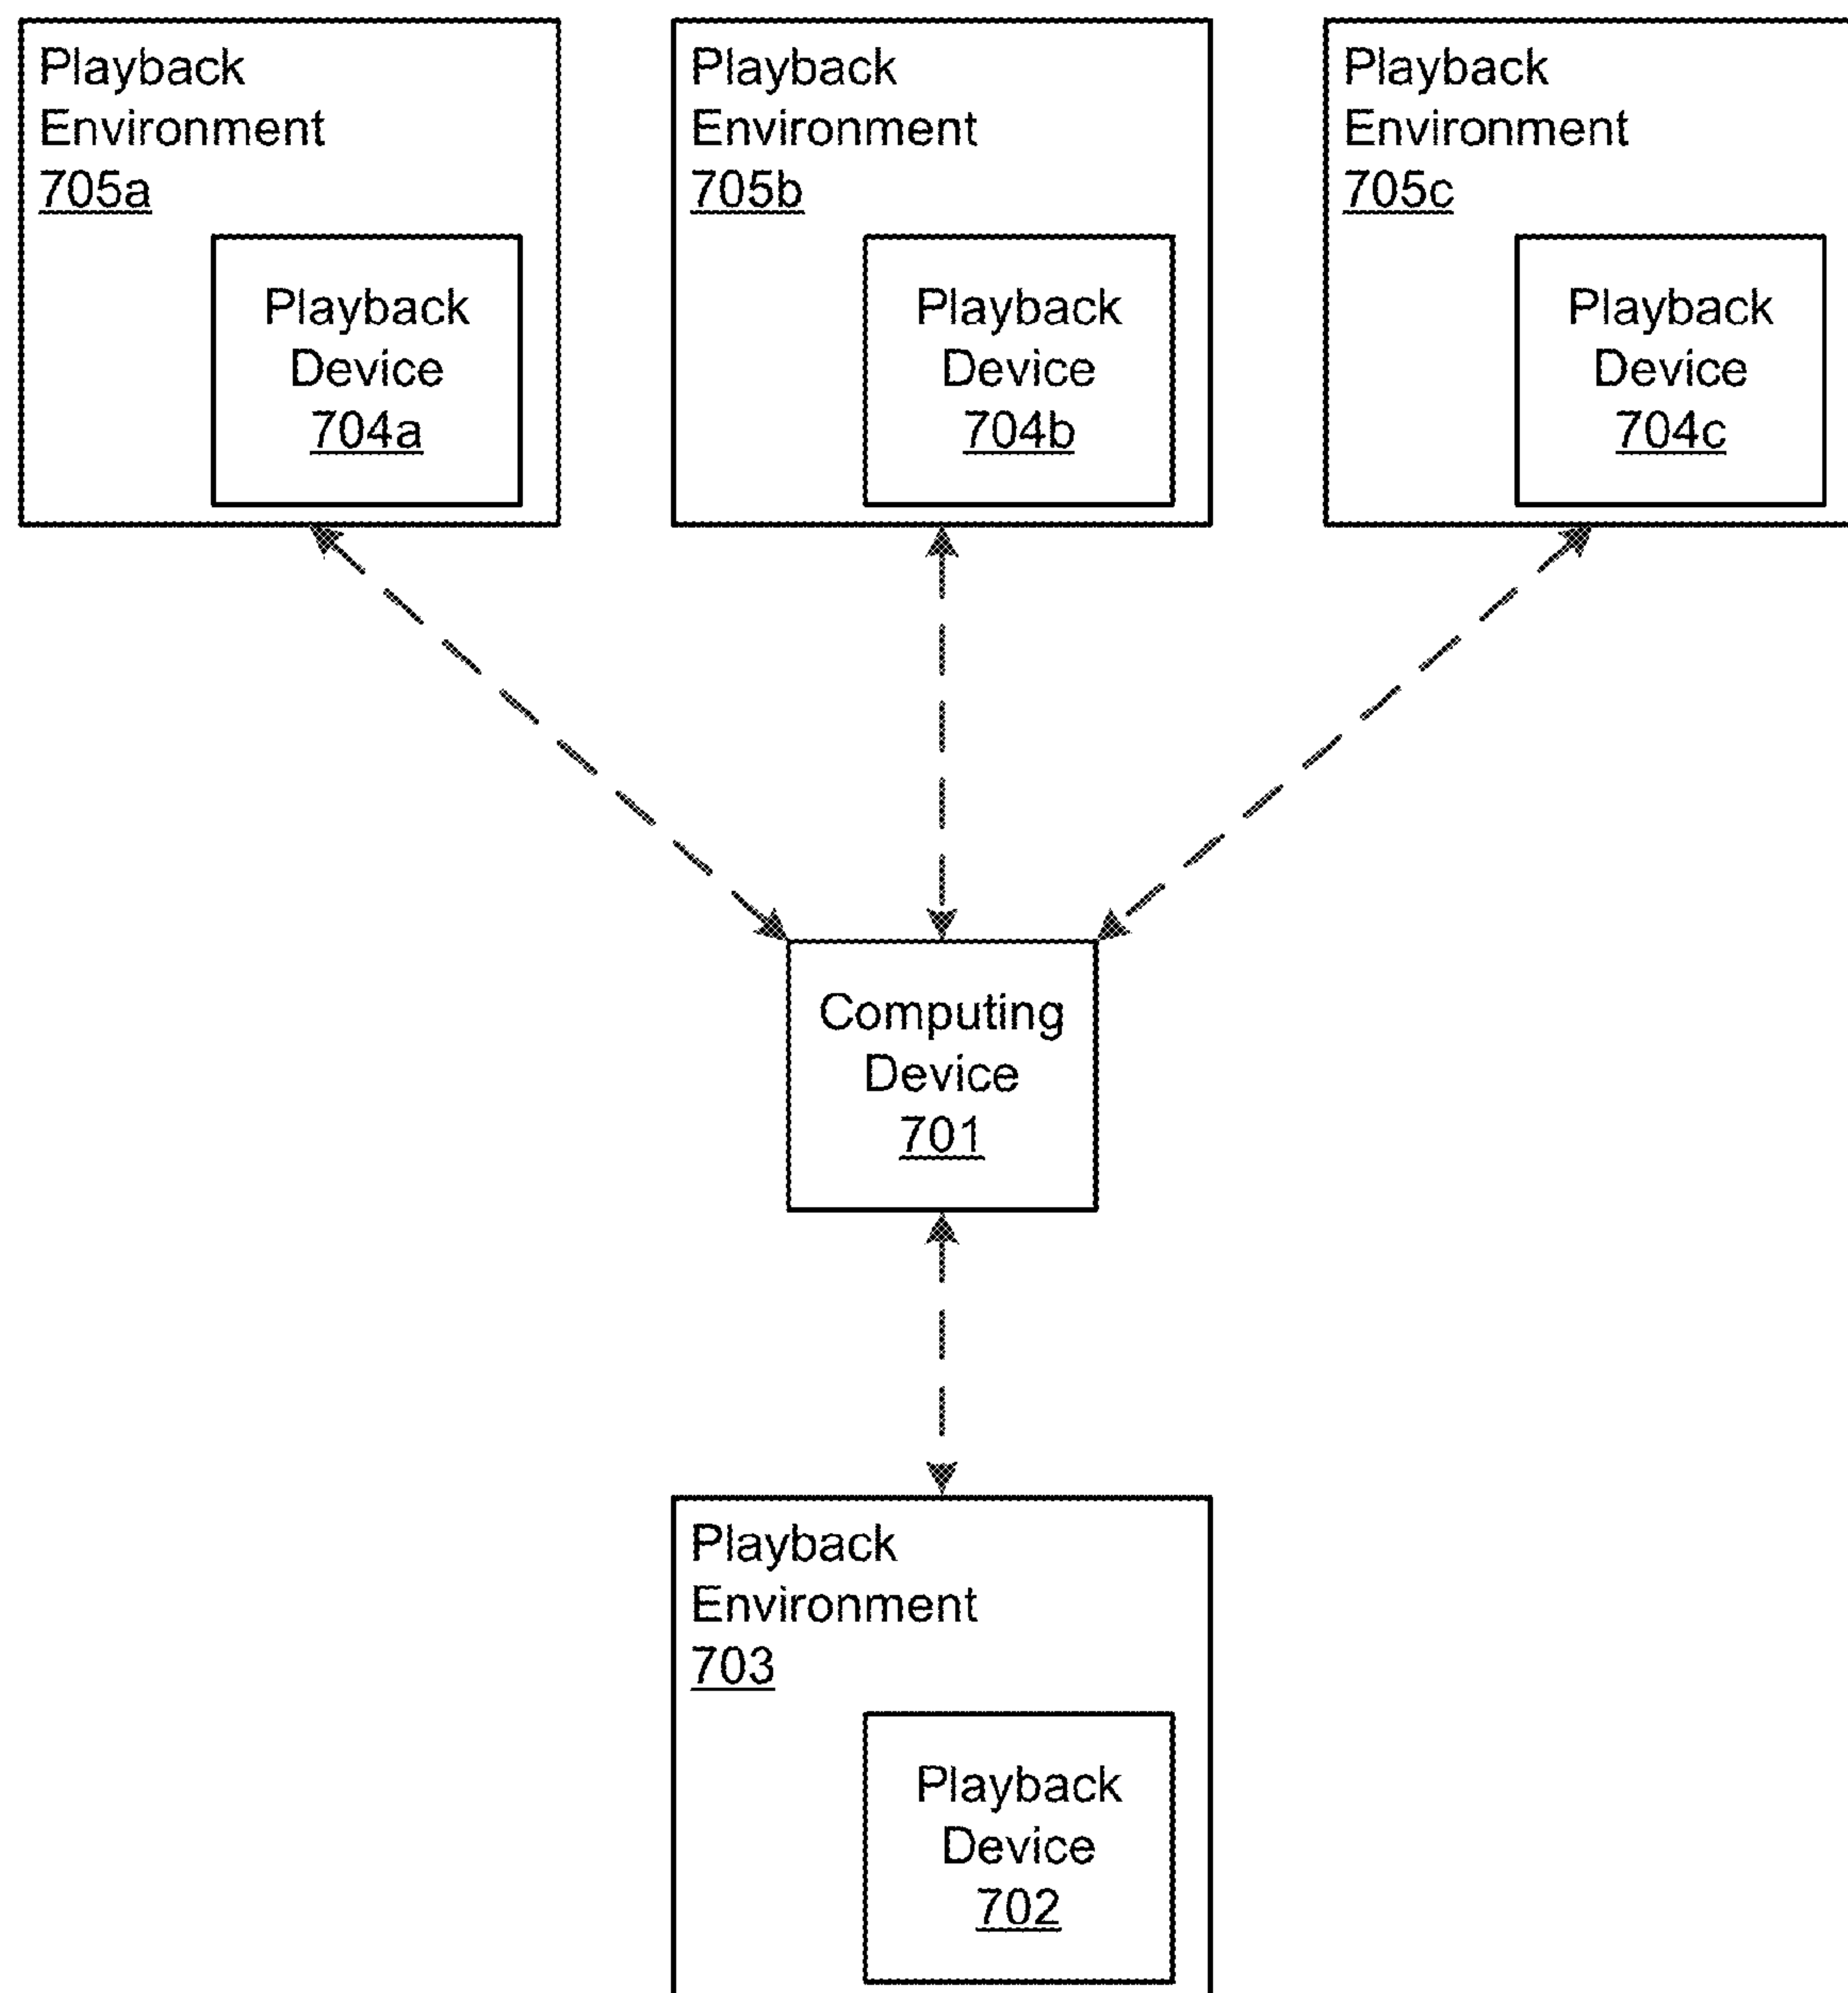 Playback
Environment
705a
Playback
Device
704a
Playback
Environment
705b
Playback
Device
704b
Playback
Environment
705c
Playback
Device
704c
Computing
Device
701
Playback
Environment
703
Playback
Device
702